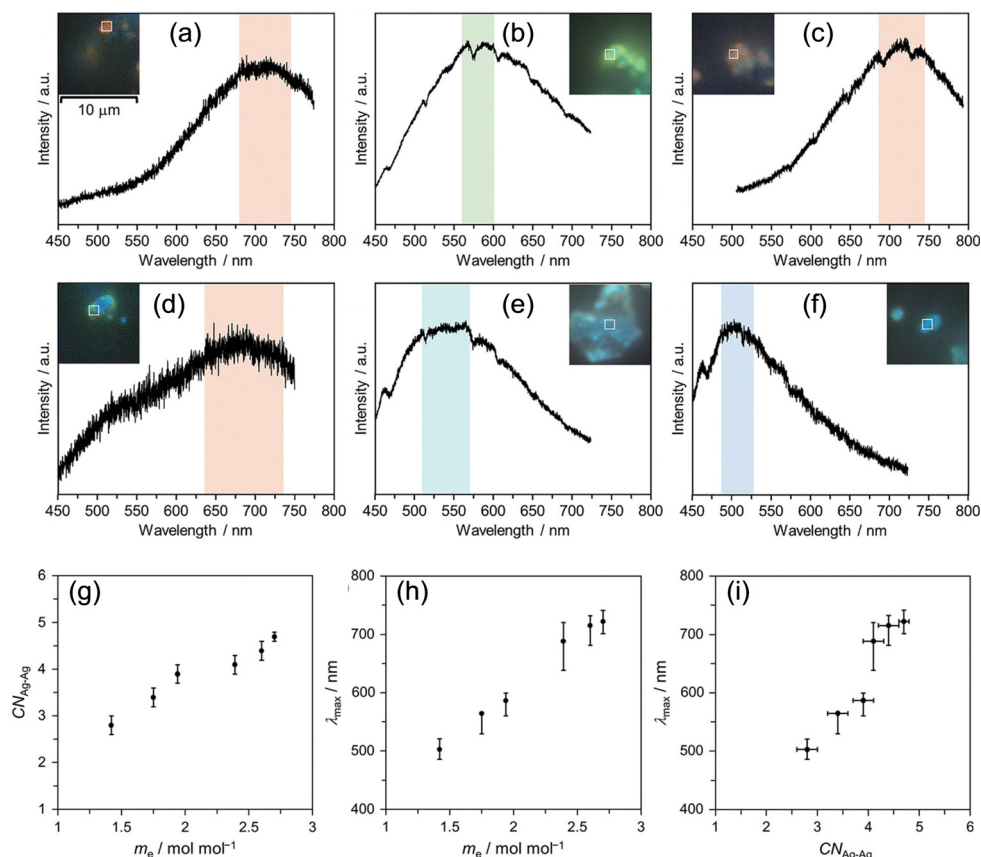 (a)
10 μm
Intensity / a.u.
450 500 550 600 650 700 750 800
Wavelength / nm
(b)
Intensity / a.u.
450 500 550 600 650 700 750 800
Wavelength / nm
(c)
Intensity / a.u.
450 500 550 600 650 700 750 800
Wavelength / nm
(d)
Intensity / a.u.
450 500 550 600 650 700 750 800
Wavelength / nm
(e)
Intensity / a.u.
450 500 550 600 650 700 750 800
Wavelength / nm
(f)
Intensity / a.u.
450 500 550 600 650 700 750 800
Wavelength / nm
(g)
CN Ag-Ag
6
5
4
3
2
1
1 1.5 2 2.5 3
mₑ / mol mol⁻¹
(h)
λmax / nm
800
700
600
500
400
1 1.5 2 2.5 3
mₑ / mol mol⁻¹
(i)
λmax / nm
800
700
600
500
400
1 2 3 4 5 6
CN Ag-Ag